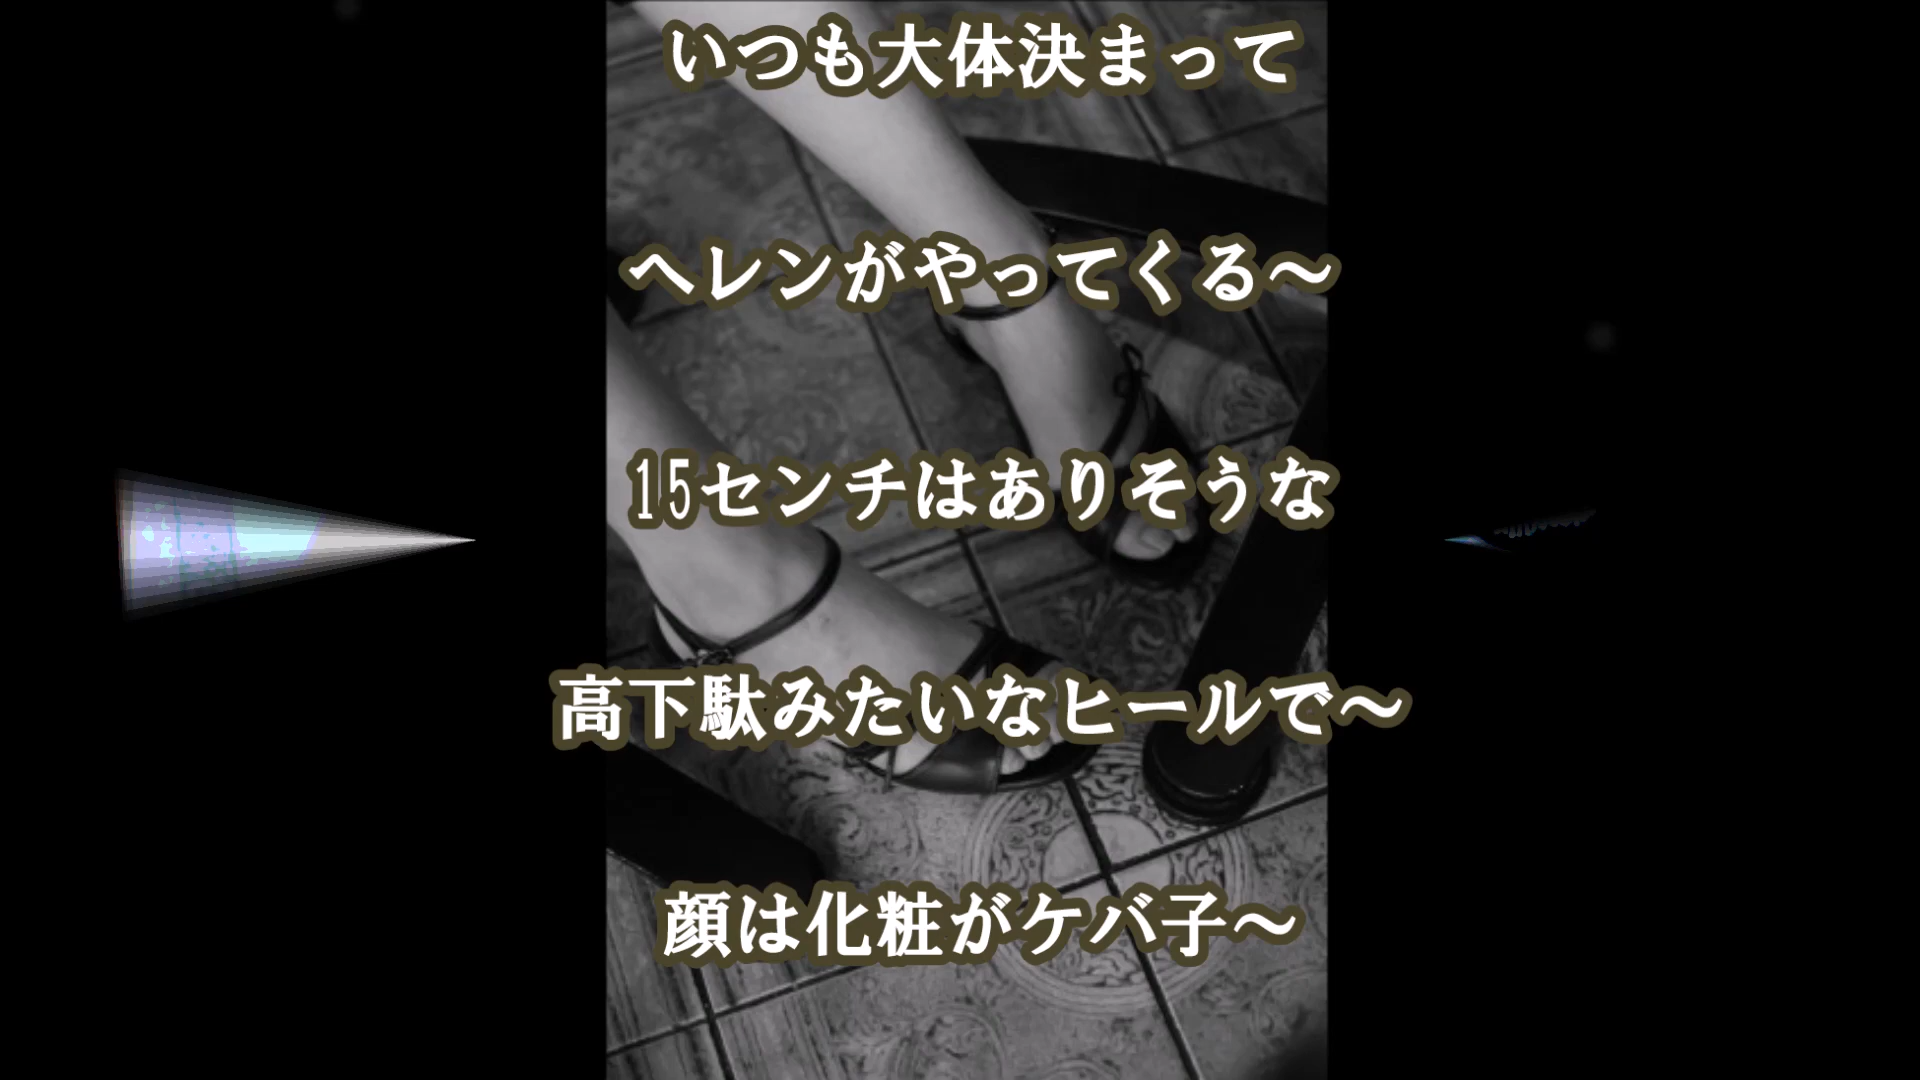 いつも大体決まって
ヘレンがやってくる〜
15センチはありそうな
高下駄みたいなヒールで〜
顔は化粧がケバ子〜